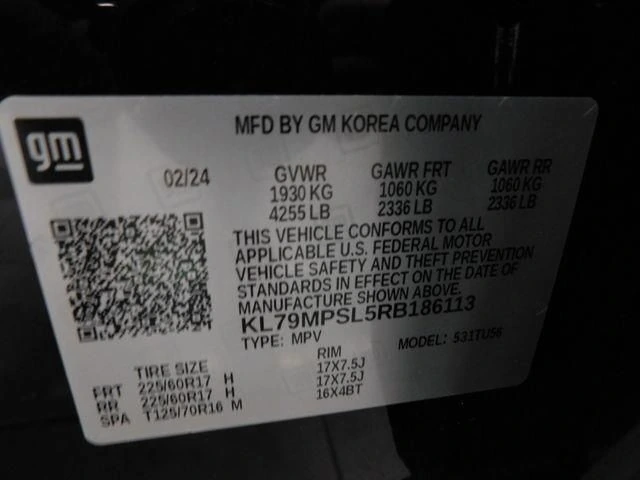 gm
MFD BY GM KOREA COMPANY
02/24 GVWR GAWR FRT GAWR RR
1930 KG 1060 KG 1060 KG
4255 LB 2336 LB 2336 LB
THIS VEHICLE CONFORMS TO ALL
APPLICABLE U.S. FEDERAL MOTOR
VEHICLE SAFETY AND THEFT PREVENTION
STANDARDS IN EFFECT ON THE DATE OF
MANUFACTURE SHOWN ABOVE.
KL79MPSL5RB186113
TYPE: MPV MODEL: 531TU56
TIRE SIZE RIM
FRT 225/60R17 H 17X7.5J
RR 225/60R17 H 17X7.5J
SPA T125/70R16 M 16X4BT